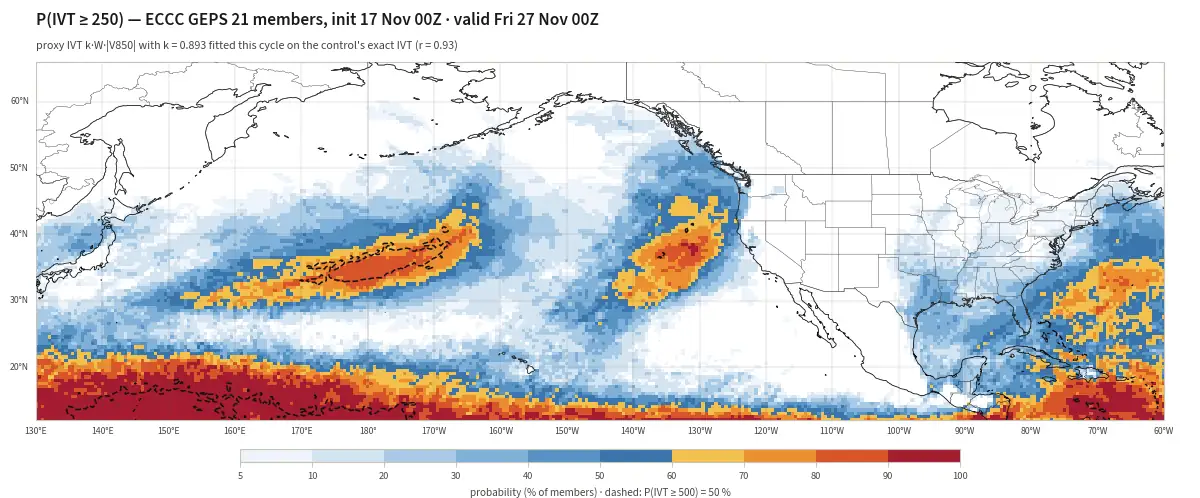 P(IVT ≥ 250) — ECCC GEPS 21 members, init 17 Nov 00Z · valid Fri 27 Nov 00Z
proxy IVT k·W·|V850| with k = 0.893 fitted this cycle on the control's exact IVT (r = 0.93)
60°N
50°N
40°N
30°N
20°N
130°E 140°E 150°E 160°E 170°E 180° 170°W 160°W 150°W 140°W 130°W 120°W 110°W 100°W 90°W 80°W 70°W 60°W
5 10 20 30 40 50 60 70 80 90 100
probability (% of members) · dashed: P(IVT ≥ 500) = 50 %